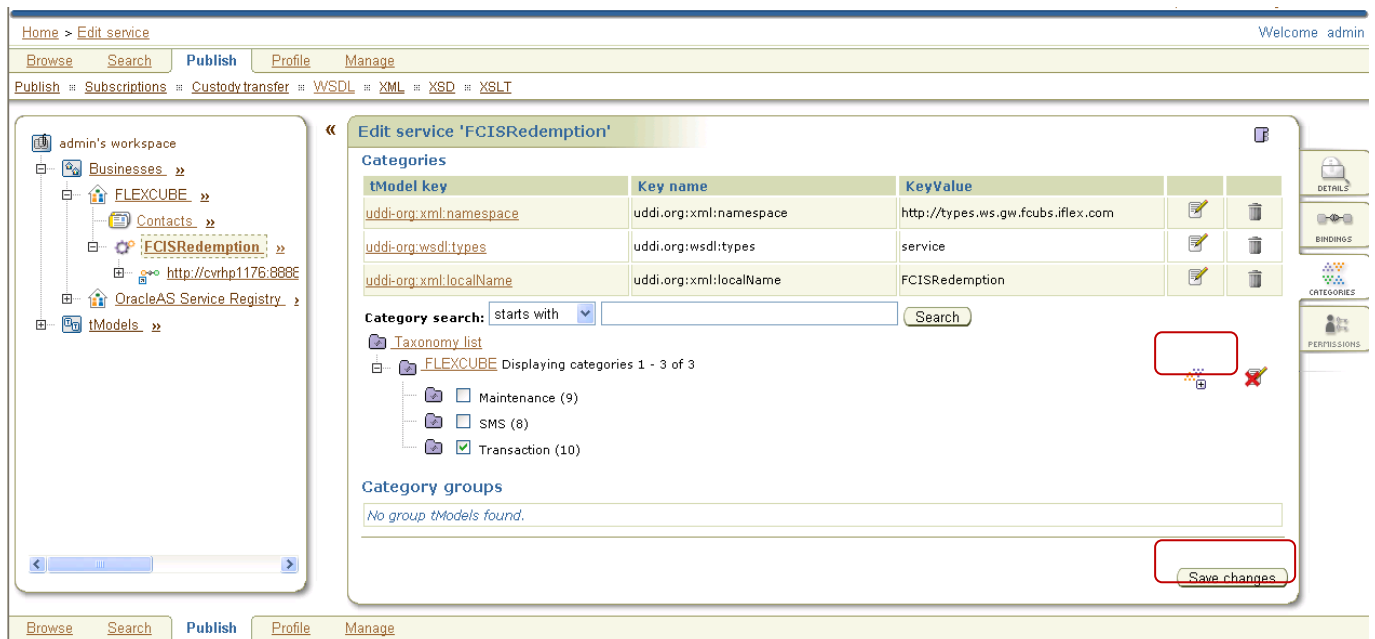 Home > Edit service
Welcome admin
Browse Search Publish Profile Manage
Publish Subscriptions Custody transfer WSDL XML XSD XSLT
admin's workspace
Businesses »
FLEXCUBE »
Contacts »
FCISRedemption »
http://cvrhp1176:8888
OracleAS Service Registry
tModels »
«
Edit service 'FCISRedemption'
Categories
tModel key Key name KeyValue
uddi-org:xml:namespace uddi.org:xml:namespace http://types.ws.gw.fcubs.iflex.com
uddi-org:wsdl:types uddi.org:wsdl:types service
uddi-org:xml:localName uddi.org:xml:localName FCISRedemption
Category search: starts with Search
Taxonomy list
FLEXCUBE Displaying categories 1 - 3 of 3
Maintenance (9)
SMS (8)
Transaction (10)
Category groups
No group tModels found.
Save changes
DETAILS
BINDINGS
CATEGORIES
PERMISSIONS
Browse Search Publish Profile Manage